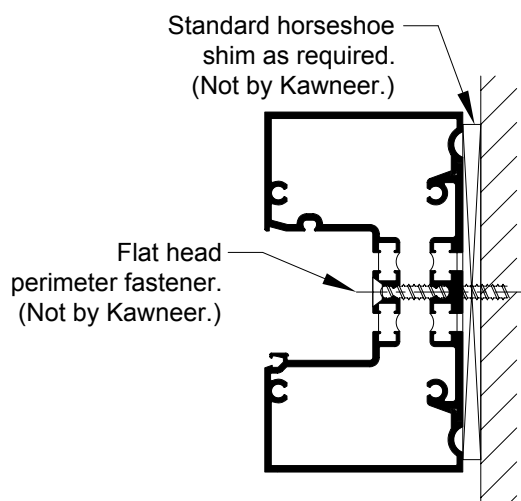 Standard horseshoe
shim as required.
(Not by Kawneer.)
Flat head
perimeter fastener.
(Not by Kawneer.)